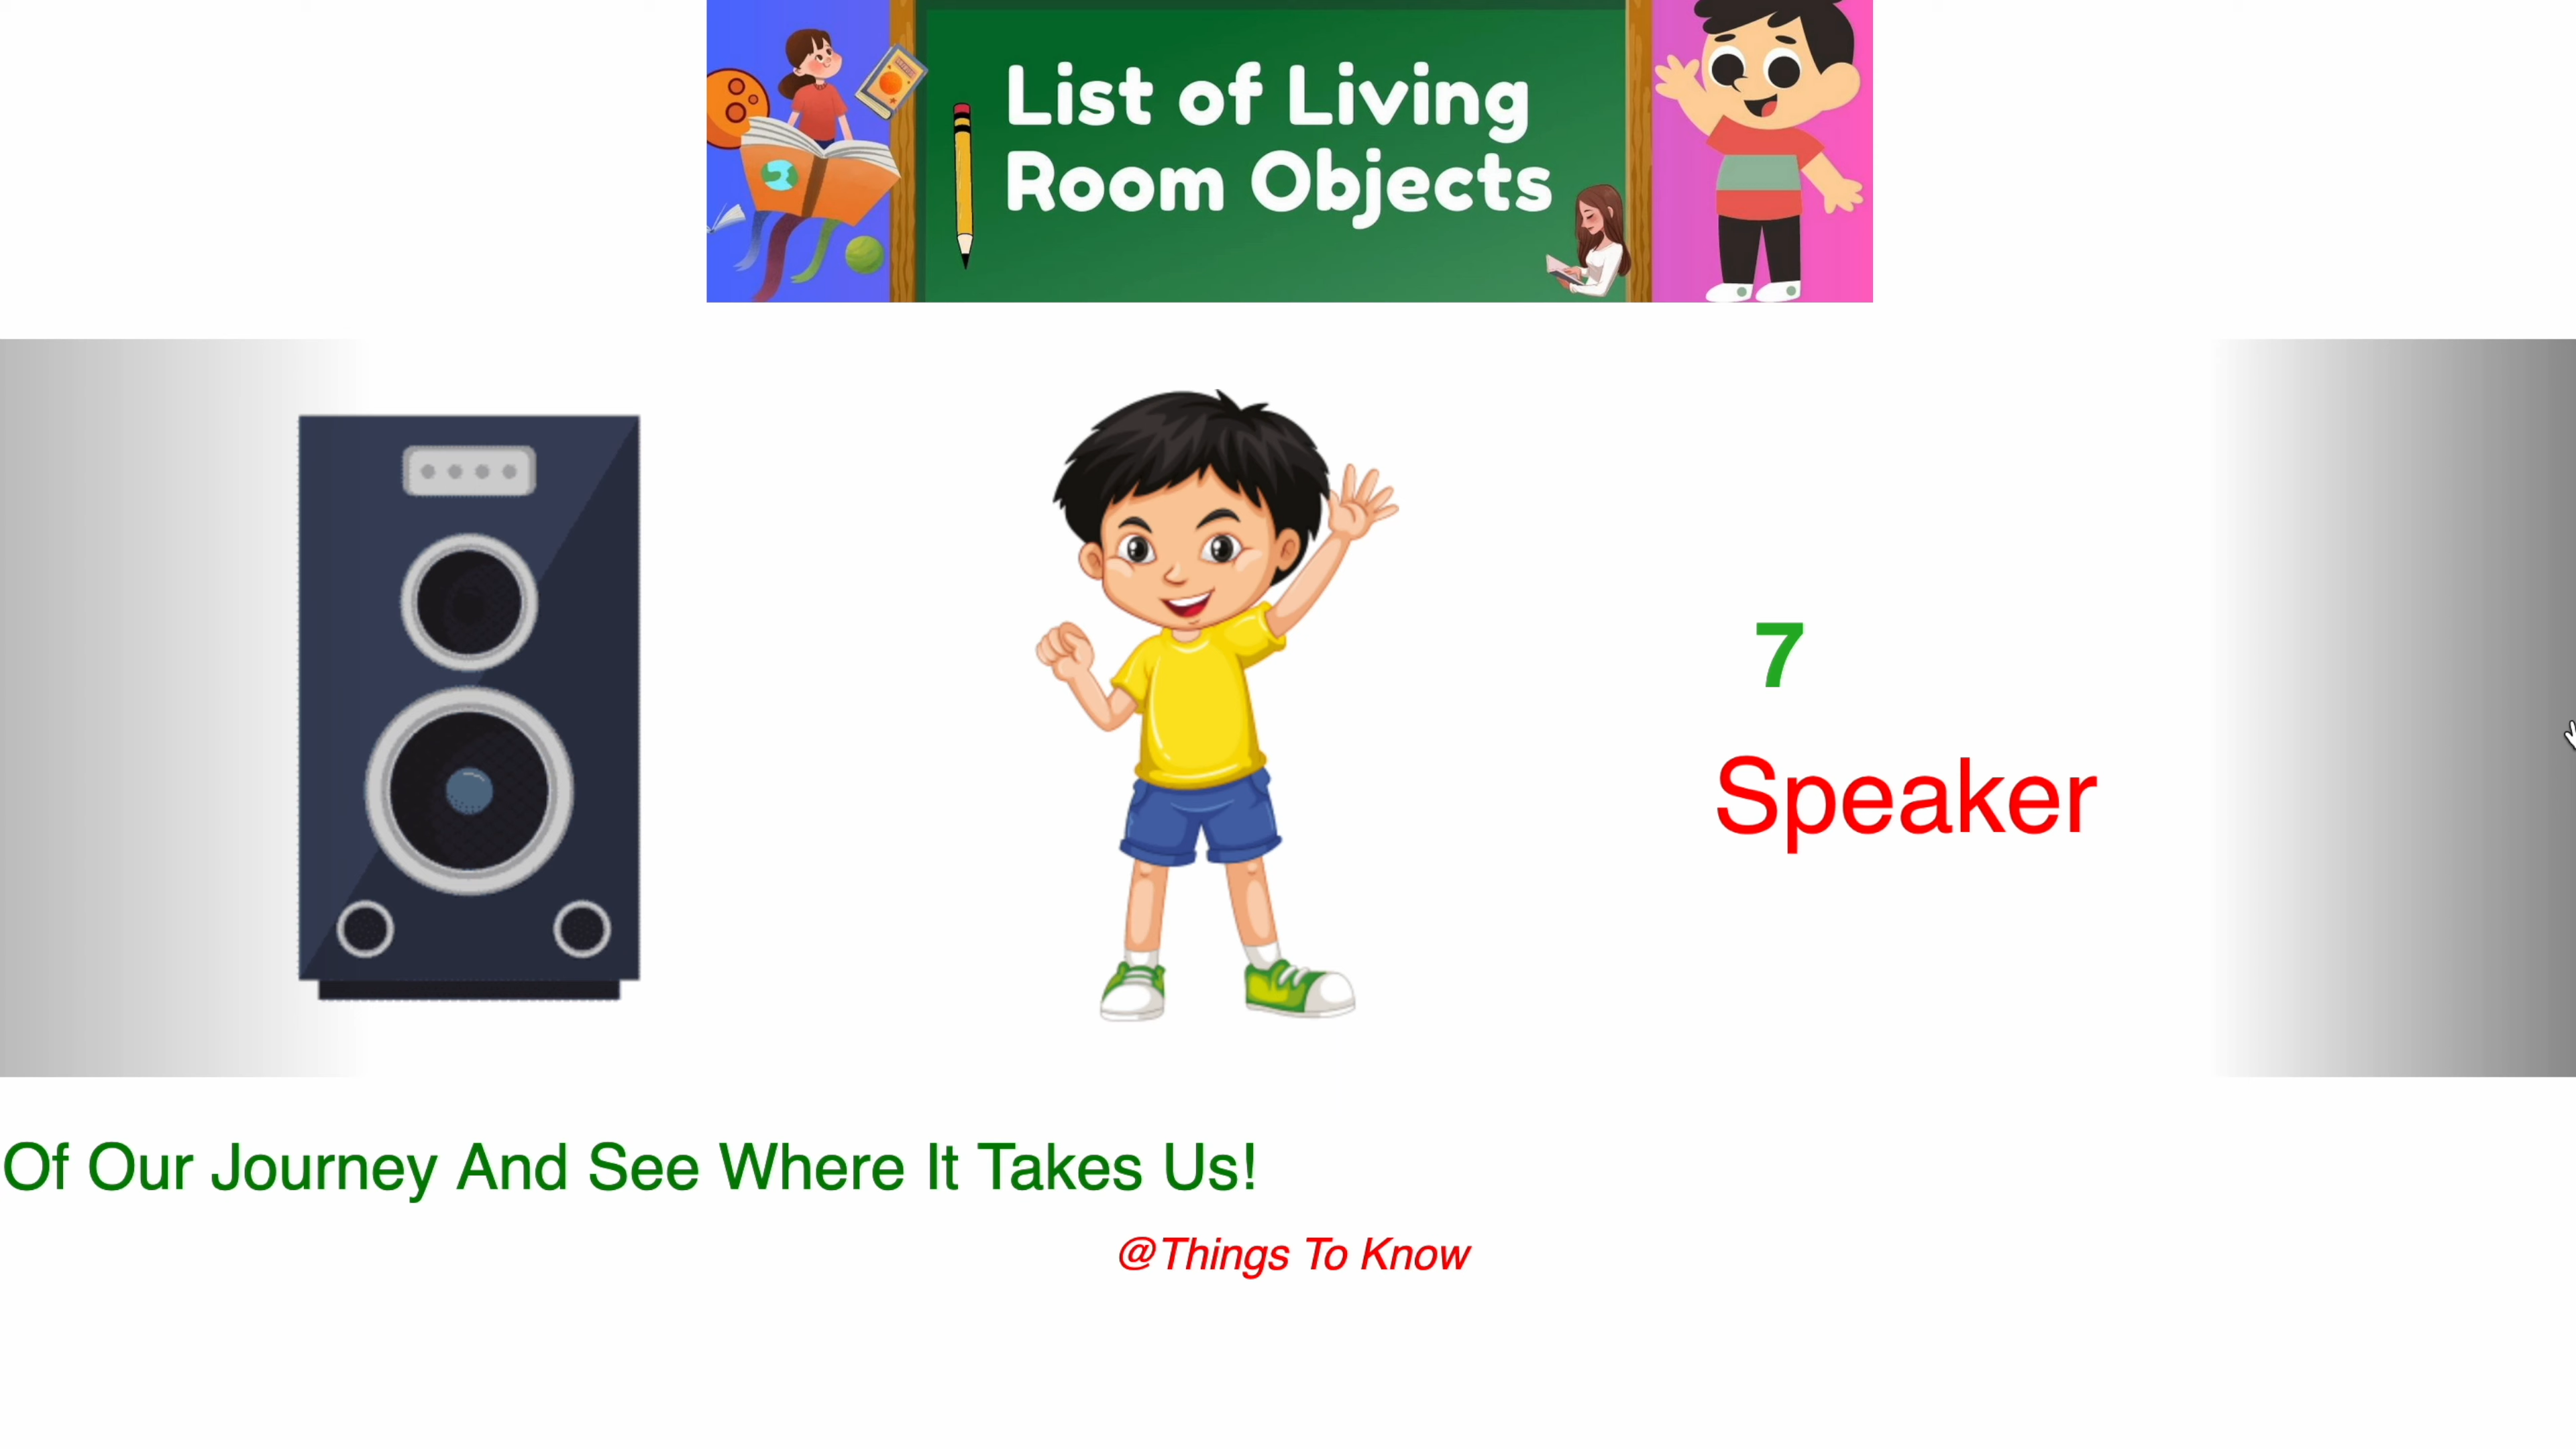 List of Living
Room Objects
7
Speaker
Of Our Journey And See Where It Takes Us!
@Things To Know